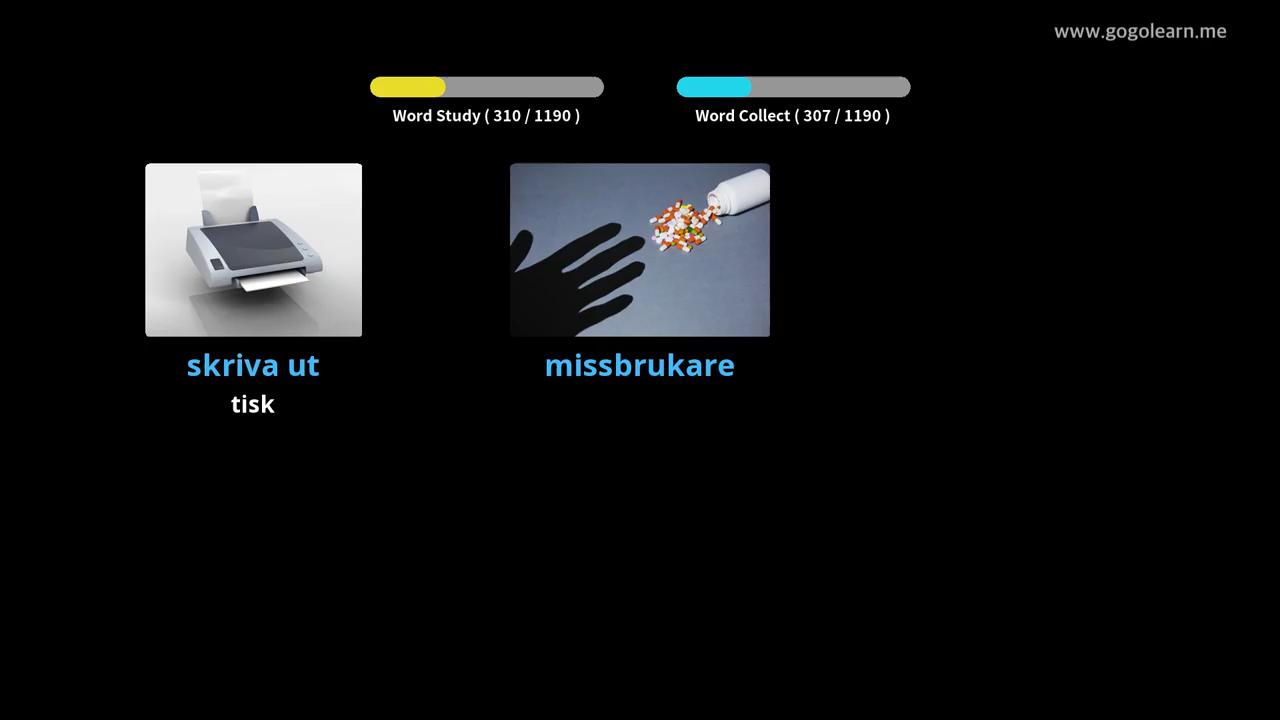 www.gogolearn.me
Word Study ( 310 / 1190 )
Word Collect ( 307 / 1190 )
skriva ut
tisk
missbrukare